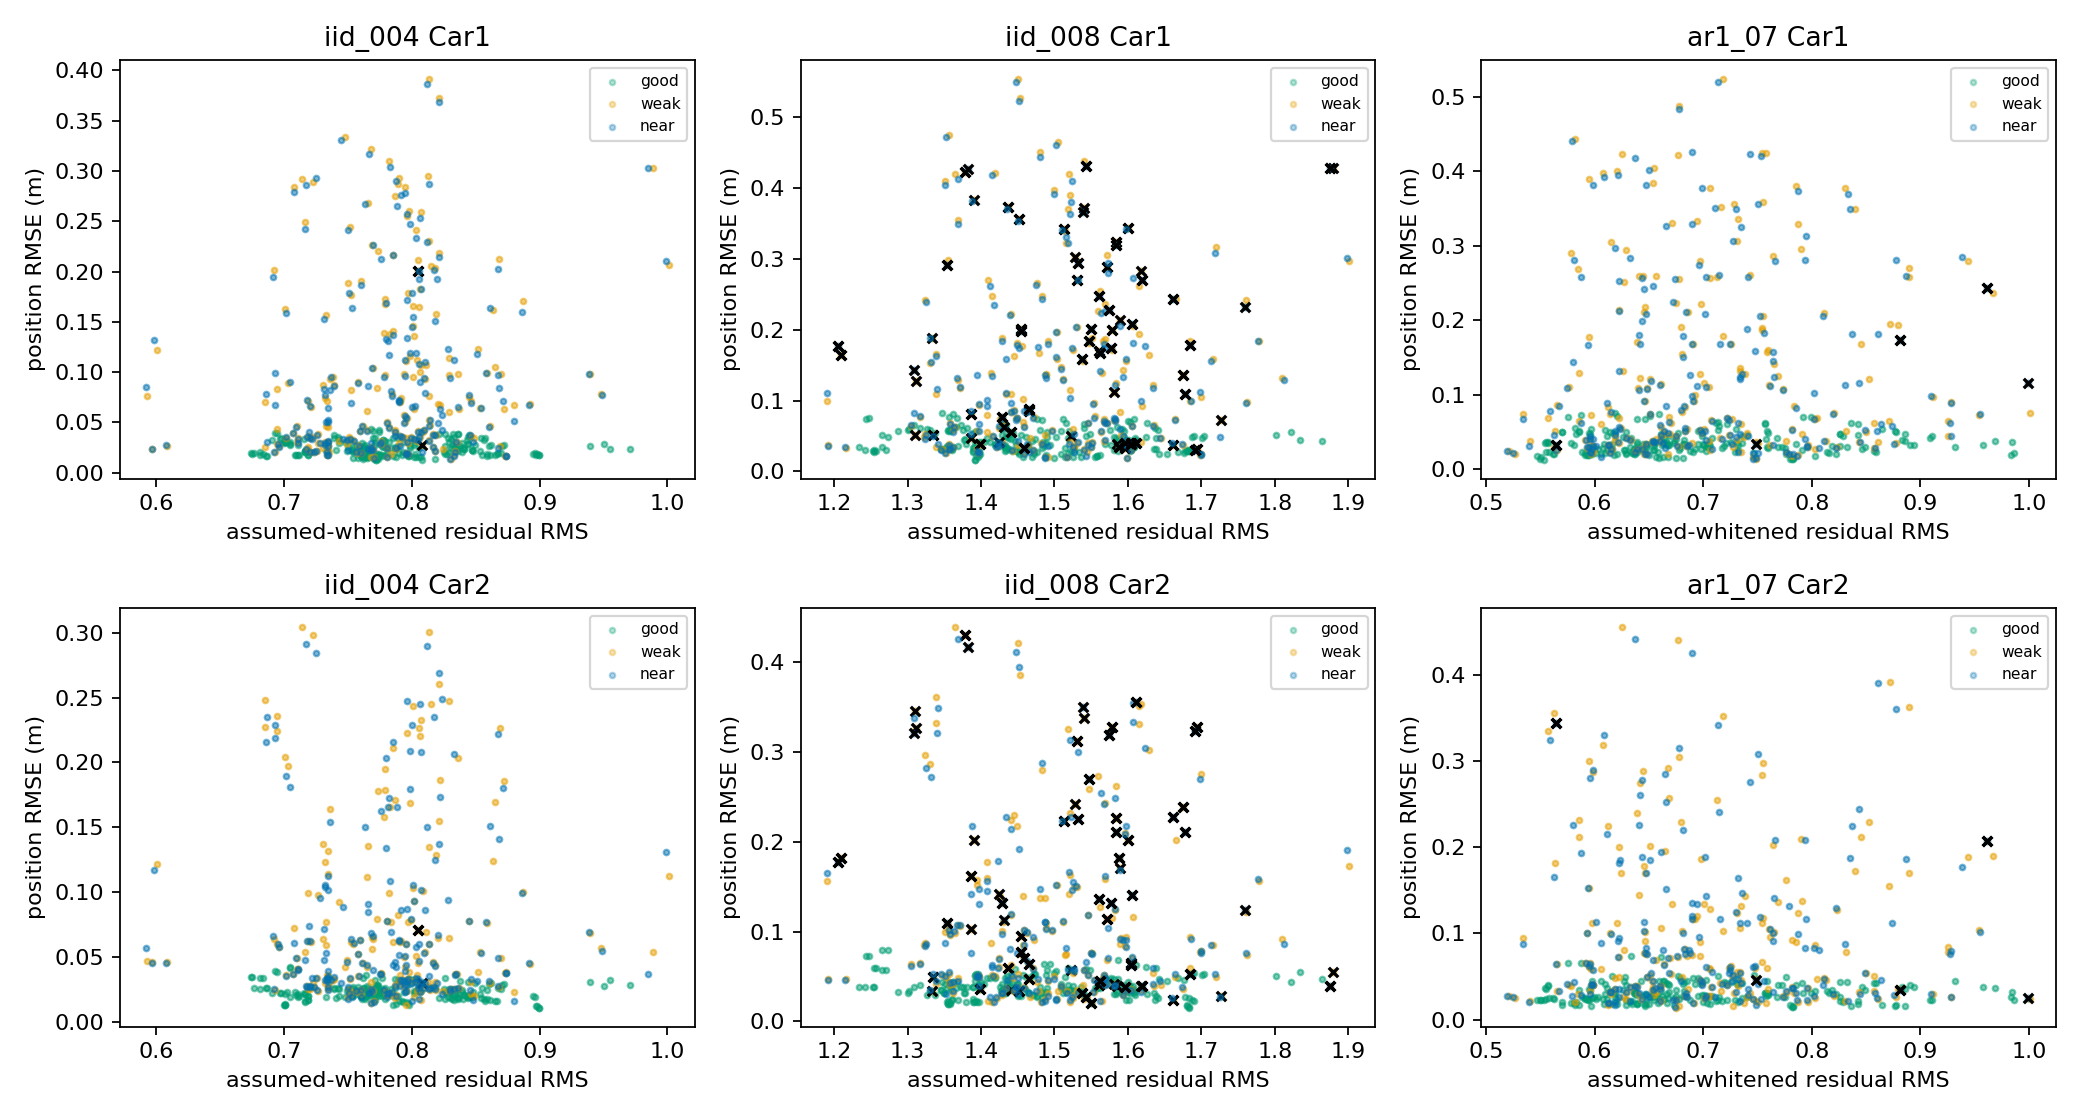 iid_004 Car1
position RMSE (m)
0.40
0.35
0.30
0.25
0.20
0.15
0.10
0.05
0.00
good
weak
near
0.6 0.7 0.8 0.9 1.0
assumed-whitened residual RMS
iid_008 Car1
position RMSE (m)
0.5
0.4
0.3
0.2
0.1
0.0
good
weak
near
1.2 1.3 1.4 1.5 1.6 1.7 1.8 1.9
assumed-whitened residual RMS
ar1_07 Car1
position RMSE (m)
0.5
0.4
0.3
0.2
0.1
0.0
good
weak
near
0.5 0.6 0.7 0.8 0.9 1.0
assumed-whitened residual RMS
iid_004 Car2
position RMSE (m)
0.30
0.25
0.20
0.15
0.10
0.05
0.00
good
weak
near
0.6 0.7 0.8 0.9 1.0
assumed-whitened residual RMS
iid_008 Car2
position RMSE (m)
0.4
0.3
0.2
0.1
0.0
good
weak
near
1.2 1.3 1.4 1.5 1.6 1.7 1.8 1.9
assumed-whitened residual RMS
ar1_07 Car2
position RMSE (m)
0.4
0.3
0.2
0.1
0.0
good
weak
near
0.5 0.6 0.7 0.8 0.9 1.0
assumed-whitened residual RMS